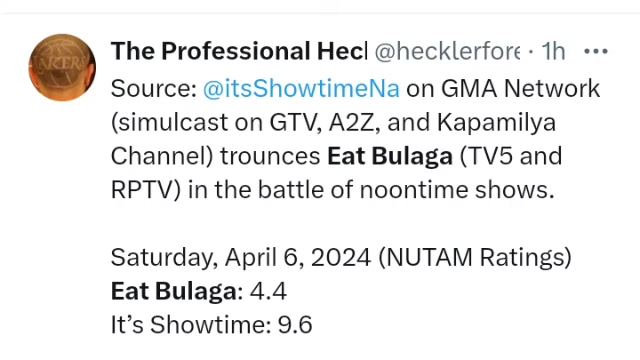 The Professional Hecl @hecklerfore · 1h ···
Source: @itsShowtimeNa on GMA Network
(simulcast on GTV, A2Z, and Kapamilya
Channel) trounces Eat Bulaga (TV5 and
RPTV) in the battle of noontime shows.
Saturday, April 6, 2024 (NUTAM Ratings)
Eat Bulaga: 4.4
It's Showtime: 9.6